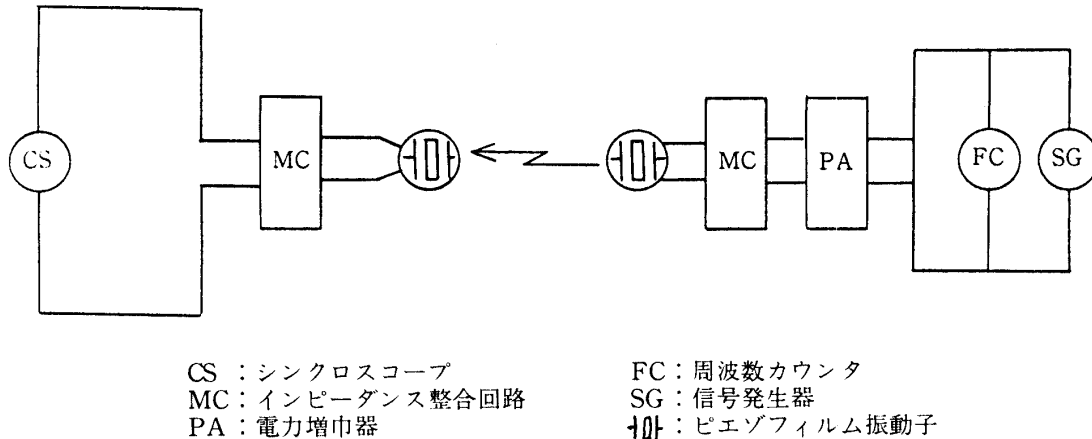 CS
MC
MC
PA
FC
SG
CS：シンクロスコープ
MC：インピーダンス整合回路
PA：電力増巾器
FC：周波数カウンタ
SG：信号発生器
：ピエゾフィルム振動子